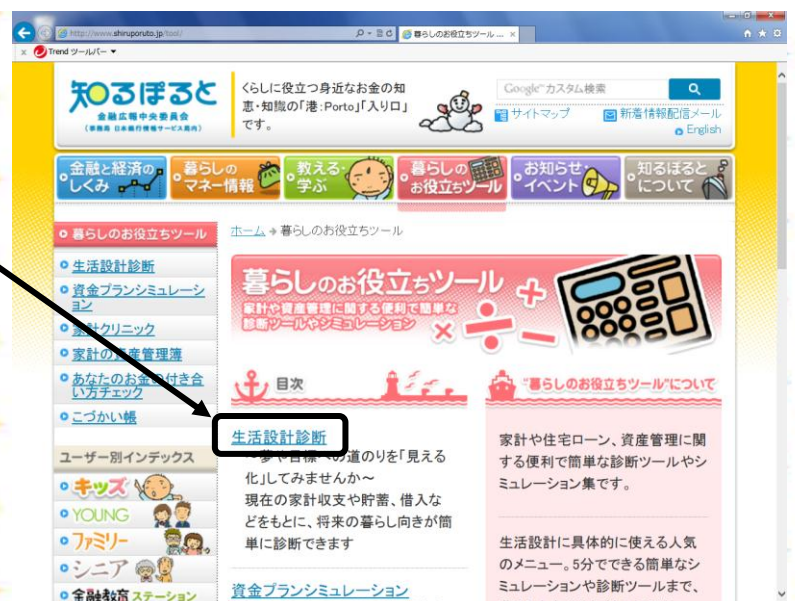 http://www.shiruporuto.jp/tool/
暮らしのお役立ちツール ... ×
x Trend ツールバー ▼
知るぽると
金融広報中央委員会
(事務局 日本銀行情報サービス局内)
くらしに役立つ身近なお金の知
恵・知識の「港:Porto」「入り口」
です。
Google™ カスタム検索
サイトマップ 新着情報配信メール
English
金融と経済の
しくみ
暮らしの
マネー情報
教える・
学ぶ
暮らしの
お役立ちツール
お知らせ・
イベント
知るぽると
について
暮らしのお役立ちツール
ホーム → 暮らしのお役立ちツール
生活設計診断
資金プランシミュレーシ
ョン
家計クリニック
家計の資産管理簿
あなたのお金の付き合
い方チェック
こづかい帳
ユーザー別インデックス
キッズ
YOUNG
ファミリー
シニア
金融教育 ステーション
暮らしのお役立ちツール
家計や資産管理に関する便利で簡単な
診断ツールやシミュレーション
目次
生活設計診断
～夢や目標への道のりを「見える
化」してみませんか～
現在の家計収支や貯蓄、借入な
どをもとに、将来の暮らし向きが簡
単に診断できます
資金プランシミュレーション
"暮らしのお役立ちツール"について
家計や住宅ローン、資産管理に関
する便利で簡単な診断ツールやシ
ミュレーション集です。
生活設計に具体的に使える人気
のメニュー。5分でできる簡単なシ
ミュレーションや診断ツールまで、